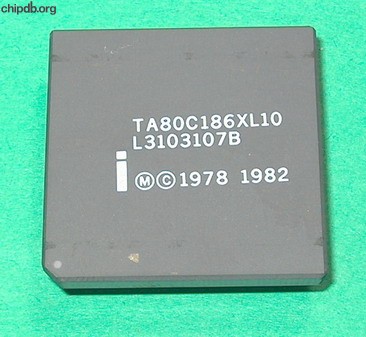 chipdb.org
TA80C186XL10
L3103107B
i Ⓜ © 1978 1982